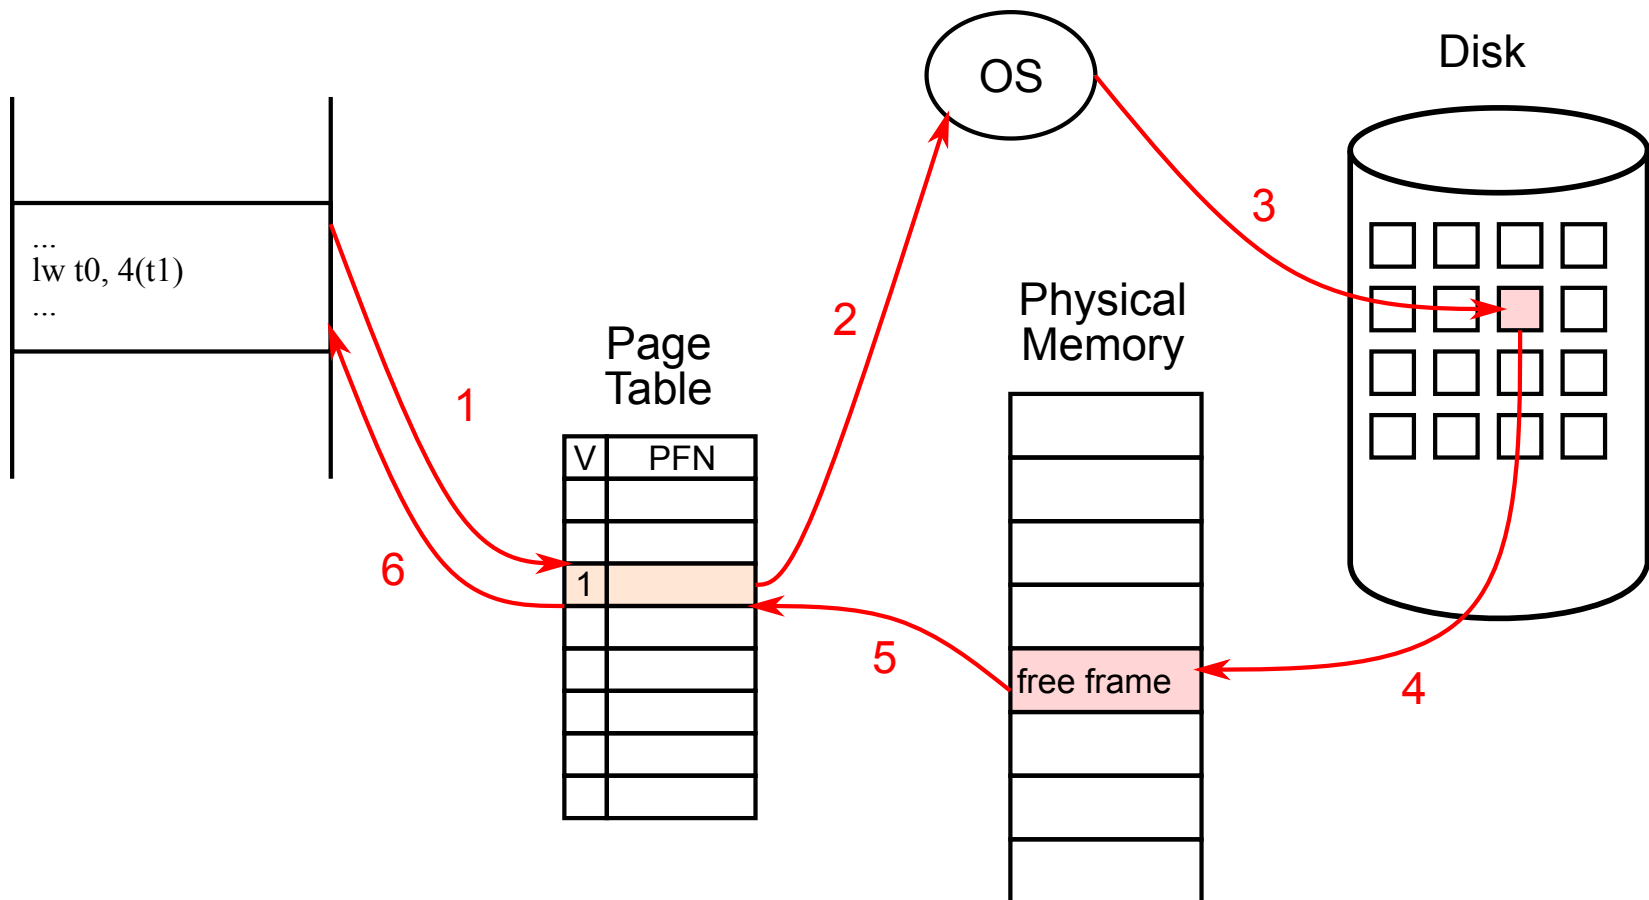 OS
Disk
...
lw t0, 4(t1)
...
1
2
3
Page
Table
V PFN
1
Physical
Memory
free frame
4
5
6